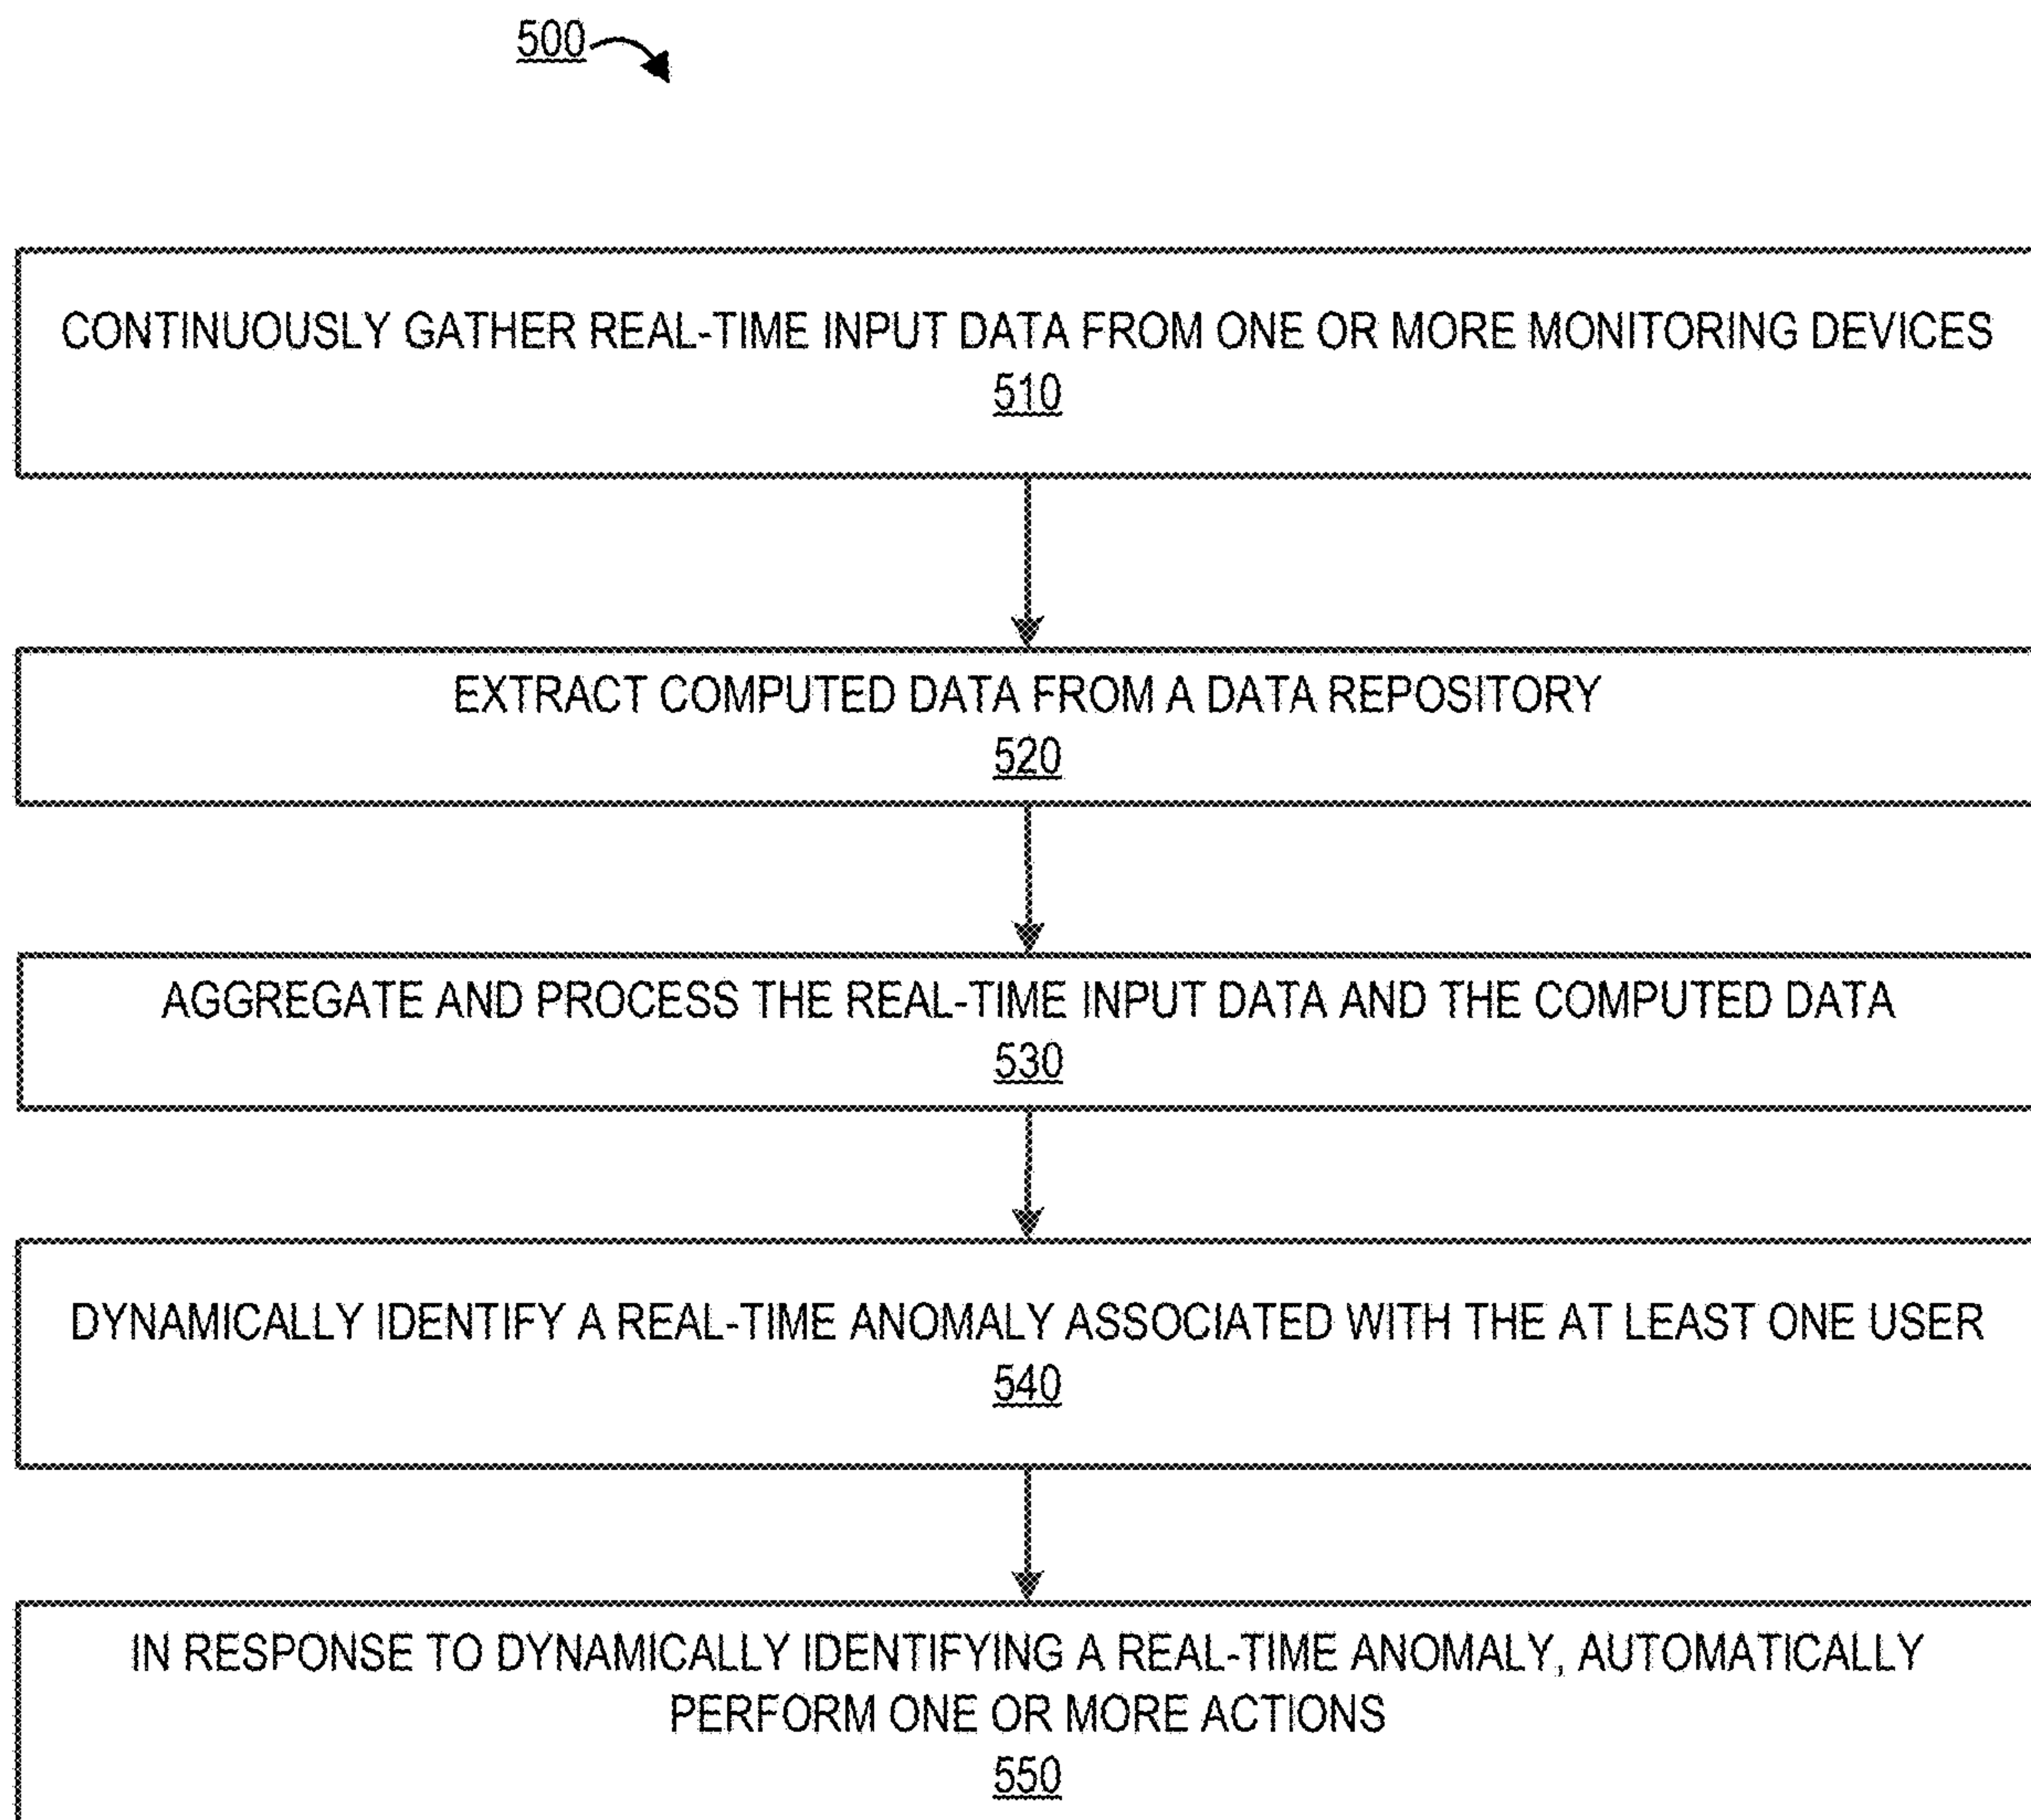 500
CONTINUOUSLY GATHER REAL-TIME INPUT DATA FROM ONE OR MORE MONITORING DEVICES
510
EXTRACT COMPUTED DATA FROM A DATA REPOSITORY
520
AGGREGATE AND PROCESS THE REAL-TIME INPUT DATA AND THE COMPUTED DATA
530
DYNAMICALLY IDENTIFY A REAL-TIME ANOMALY ASSOCIATED WITH THE AT LEAST ONE USER
540
IN RESPONSE TO DYNAMICALLY IDENTIFYING A REAL-TIME ANOMALY, AUTOMATICALLY
PERFORM ONE OR MORE ACTIONS
550